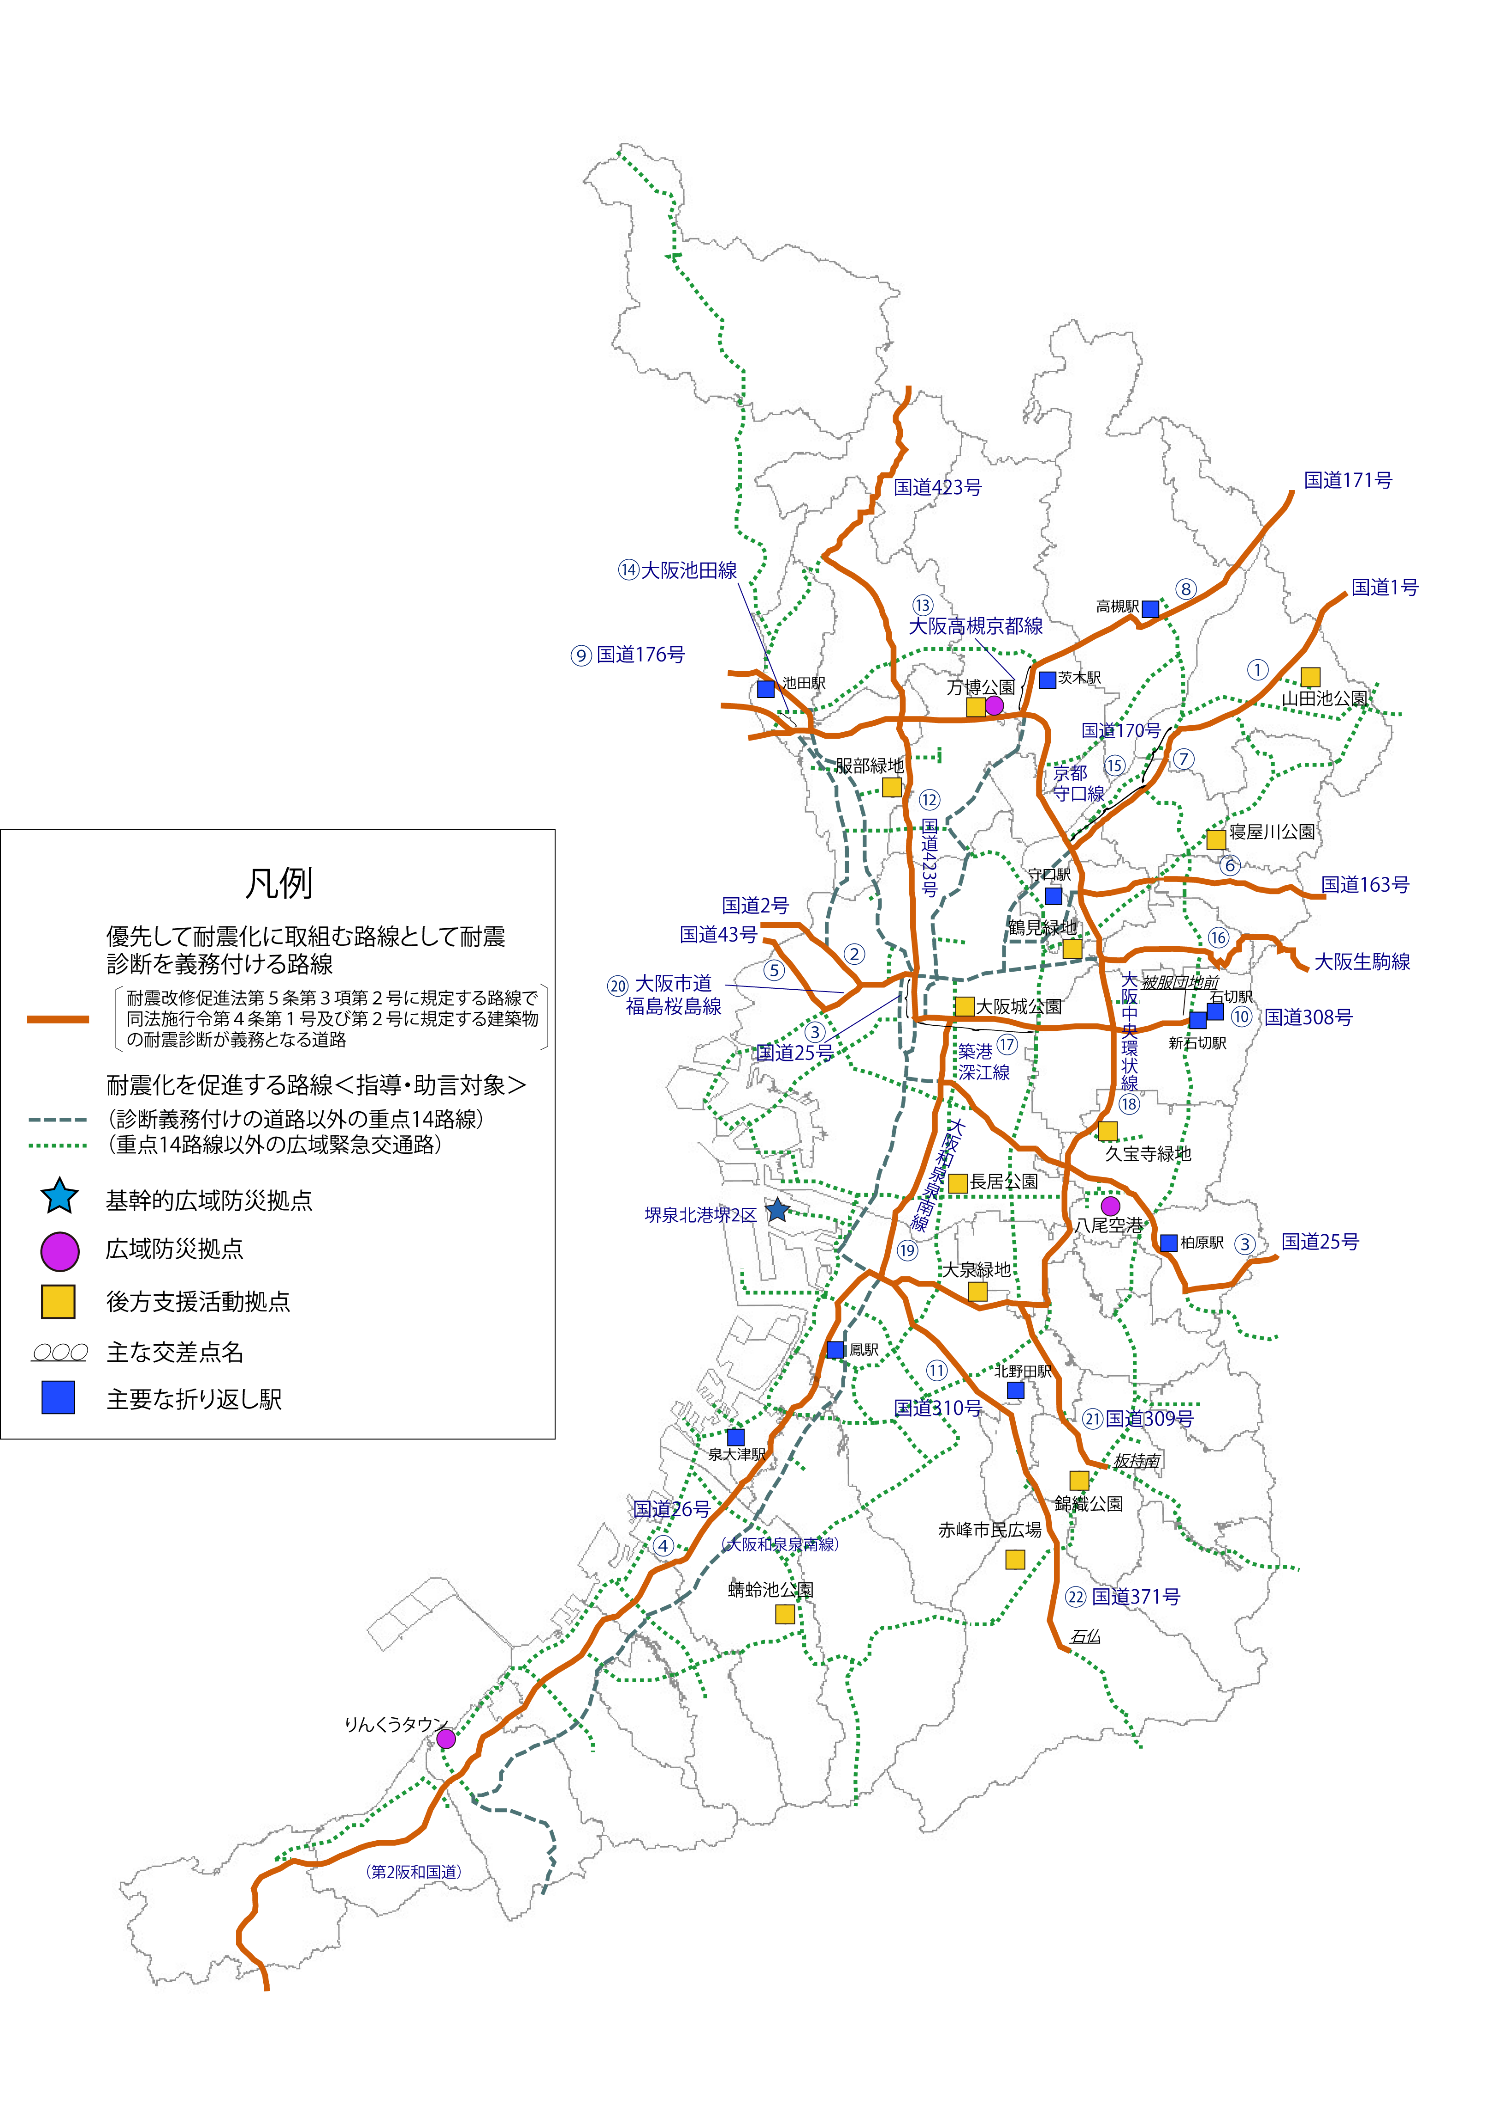 国道423号
国道171号
⑭大阪池田線
⑧
国道1号
⑬
高槻駅
大阪高槻京都線
⑨国道176号
①
池田駅
万博公園
茨木駅
山田池公園
国道170号
⑦
服部緑地
京都
守口線
⑮
⑫
国道423号
寝屋川公園
⑥
守口駅
国道163号
国道2号
鶴見緑地
国道43号
⑯
②
大阪生駒線
⑤
⑳大阪市道
福島桜島線
被服団地前
石切駅
大阪城公園
⑩国道308号
③
国道25号
新石切駅
築港
深江線
⑰
大阪中央環状線
⑱
大阪和泉泉南線
久宝寺緑地
長居公園
堺泉北港堺2区
八尾空港
柏原駅
③国道25号
⑲
大泉緑地
鳳駅
⑪
北野田駅
国道310号
㉑国道309号
泉大津駅
板持南
国道26号
錦織公園
赤峰市民広場
④
(大阪和泉泉南線)
蜻蛉池公園
㉒国道371号
石仏
りんくうタウン
(第2阪和国道)
凡例
優先して耐震化に取組む路線として耐震
診断を義務付ける路線
耐震改修促進法第5条第3項第2号に規定する路線で
同法施行令第4条第1号及び第2号に規定する建築物
の耐震診断が義務となる道路
耐震化を促進する路線<指導・助言対象>
(診断義務付けの道路以外の重点14路線)
(重点14路線以外の広域緊急交通路)
基幹的広域防災拠点
広域防災拠点
後方支援活動拠点
○○○ 主な交差点名
主要な折り返し駅